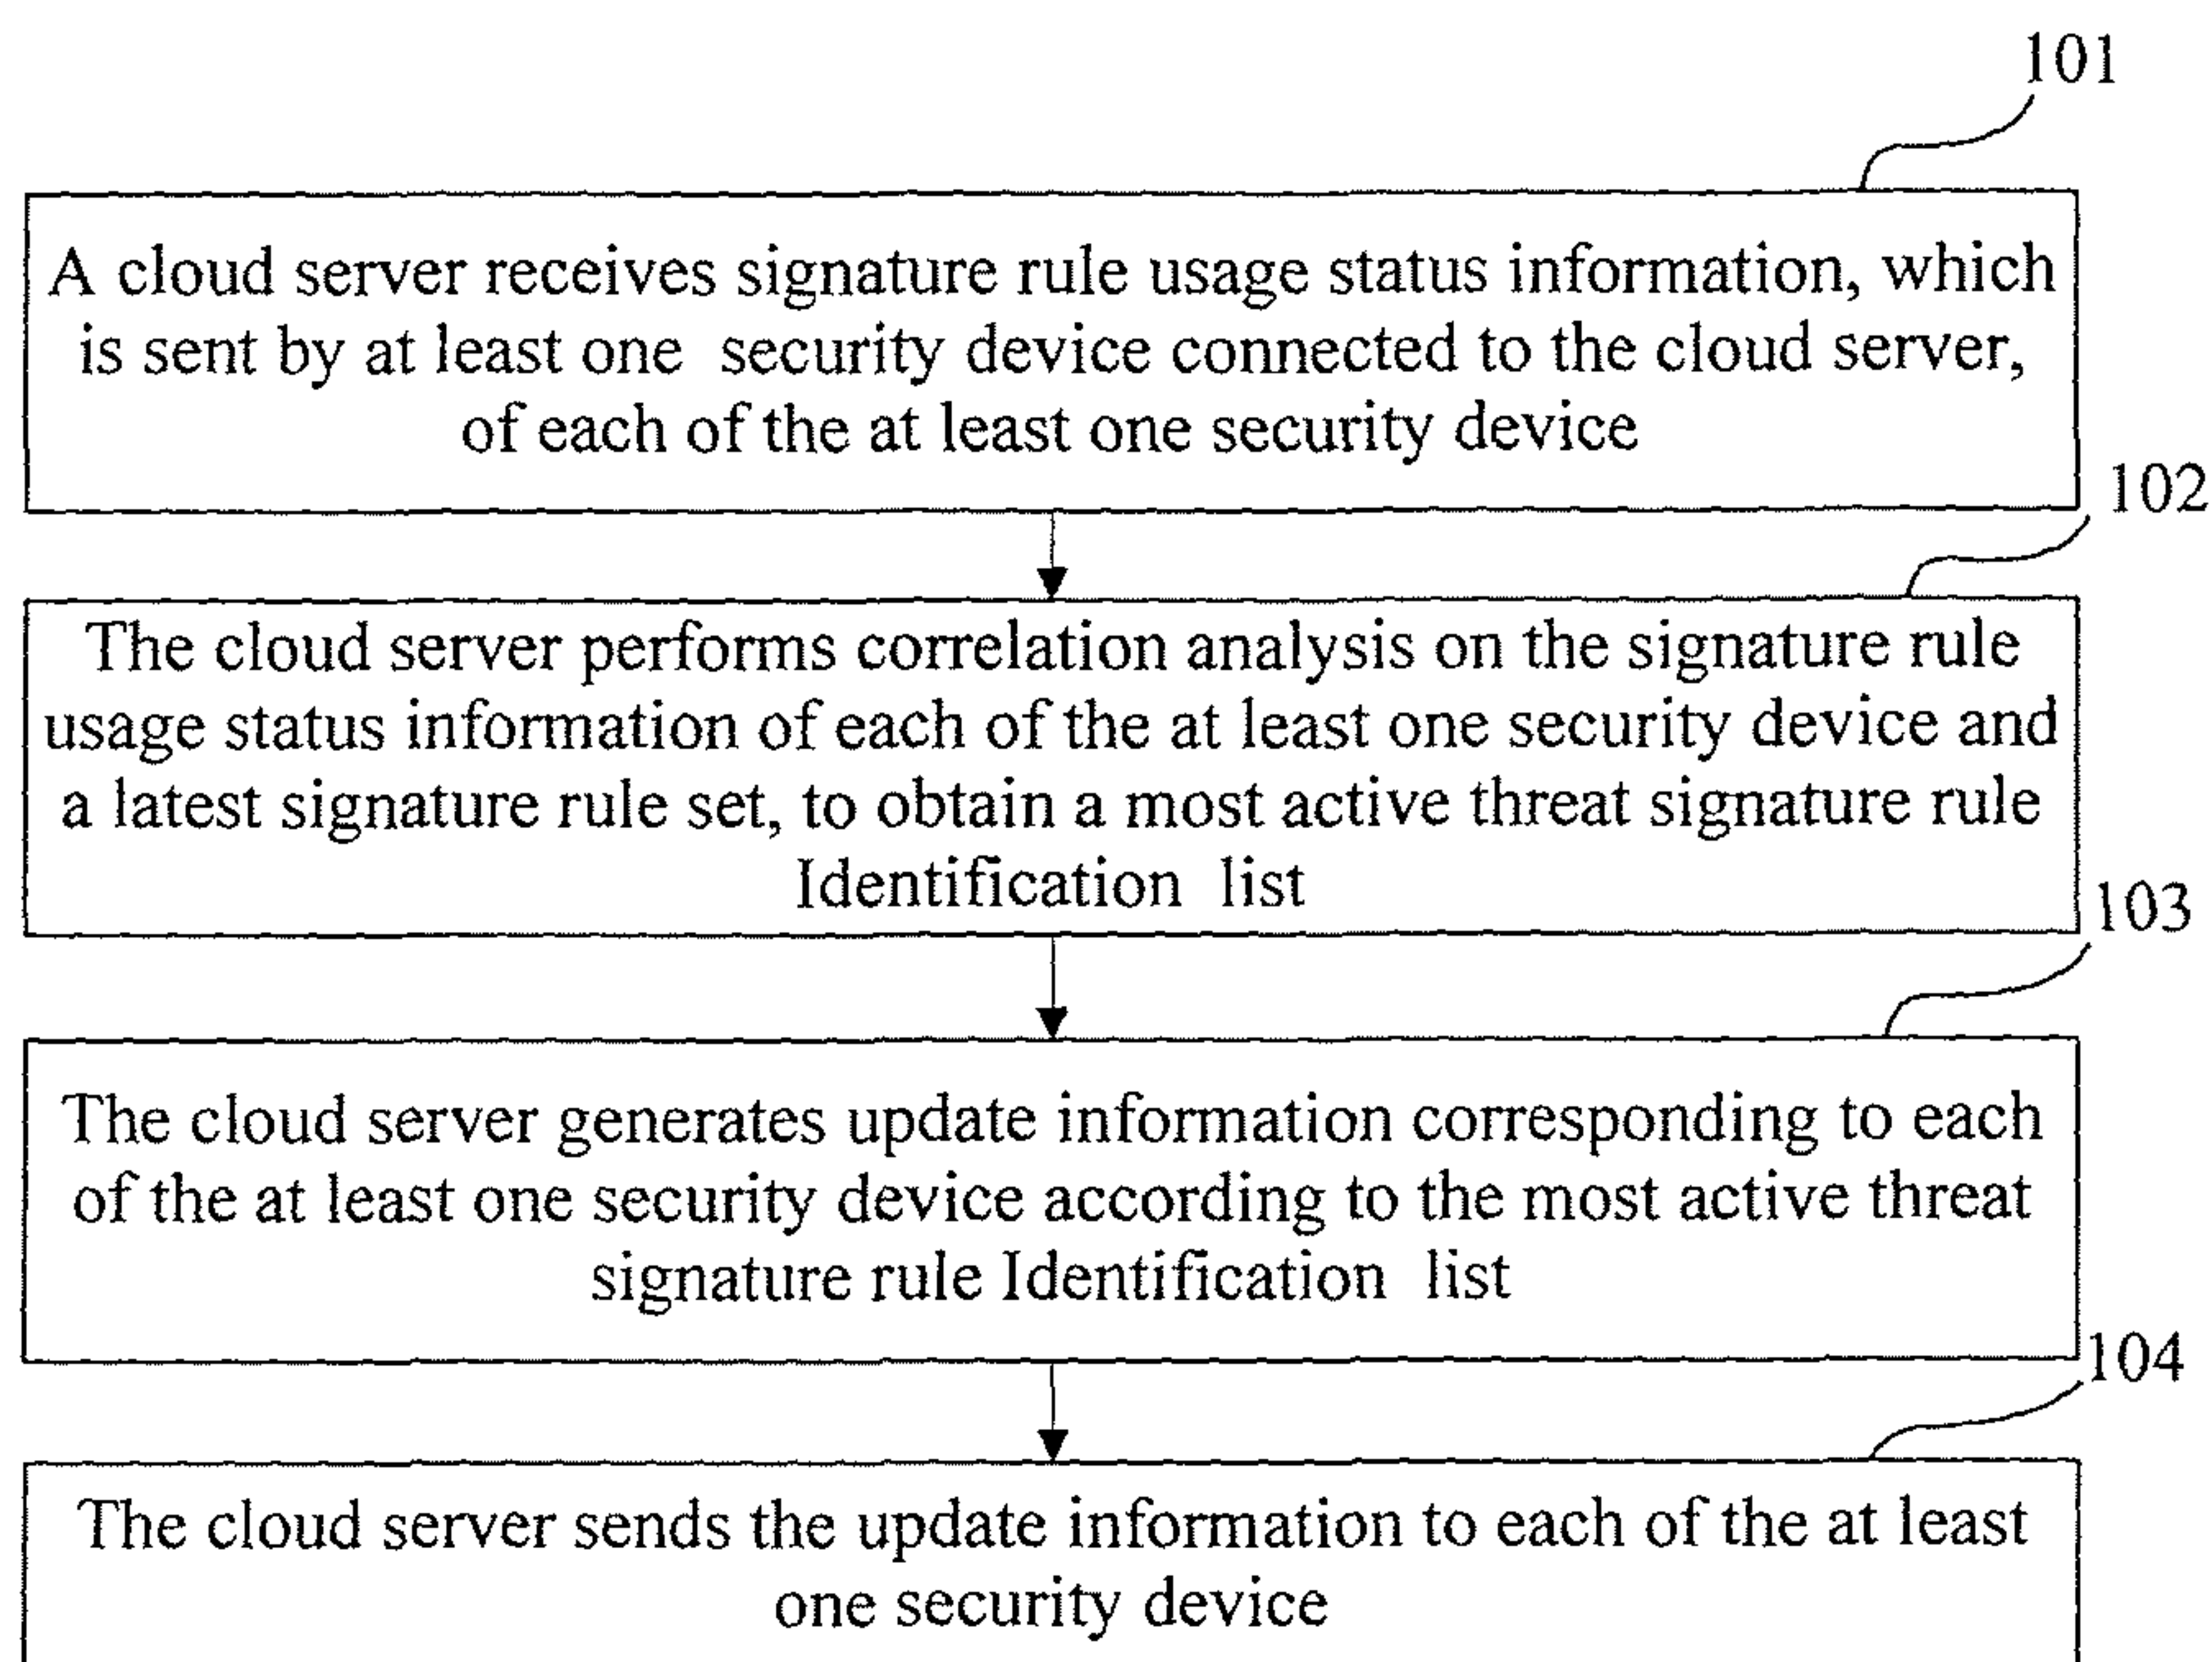 101
A cloud server receives signature rule usage status information, which
is sent by at least one security device connected to the cloud server,
of each of the at least one security device
102
The cloud server performs correlation analysis on the signature rule
usage status information of each of the at least one security device and
a latest signature rule set, to obtain a most active threat signature rule
Identification list
103
The cloud server generates update information corresponding to each
of the at least one security device according to the most active threat
signature rule Identification list
104
The cloud server sends the update information to each of the at least
one security device